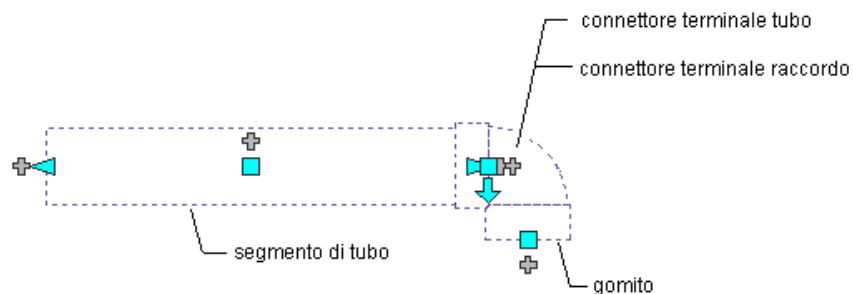 connettore terminale tubo
connettore terminale raccordo
segmento di tubo
gomito